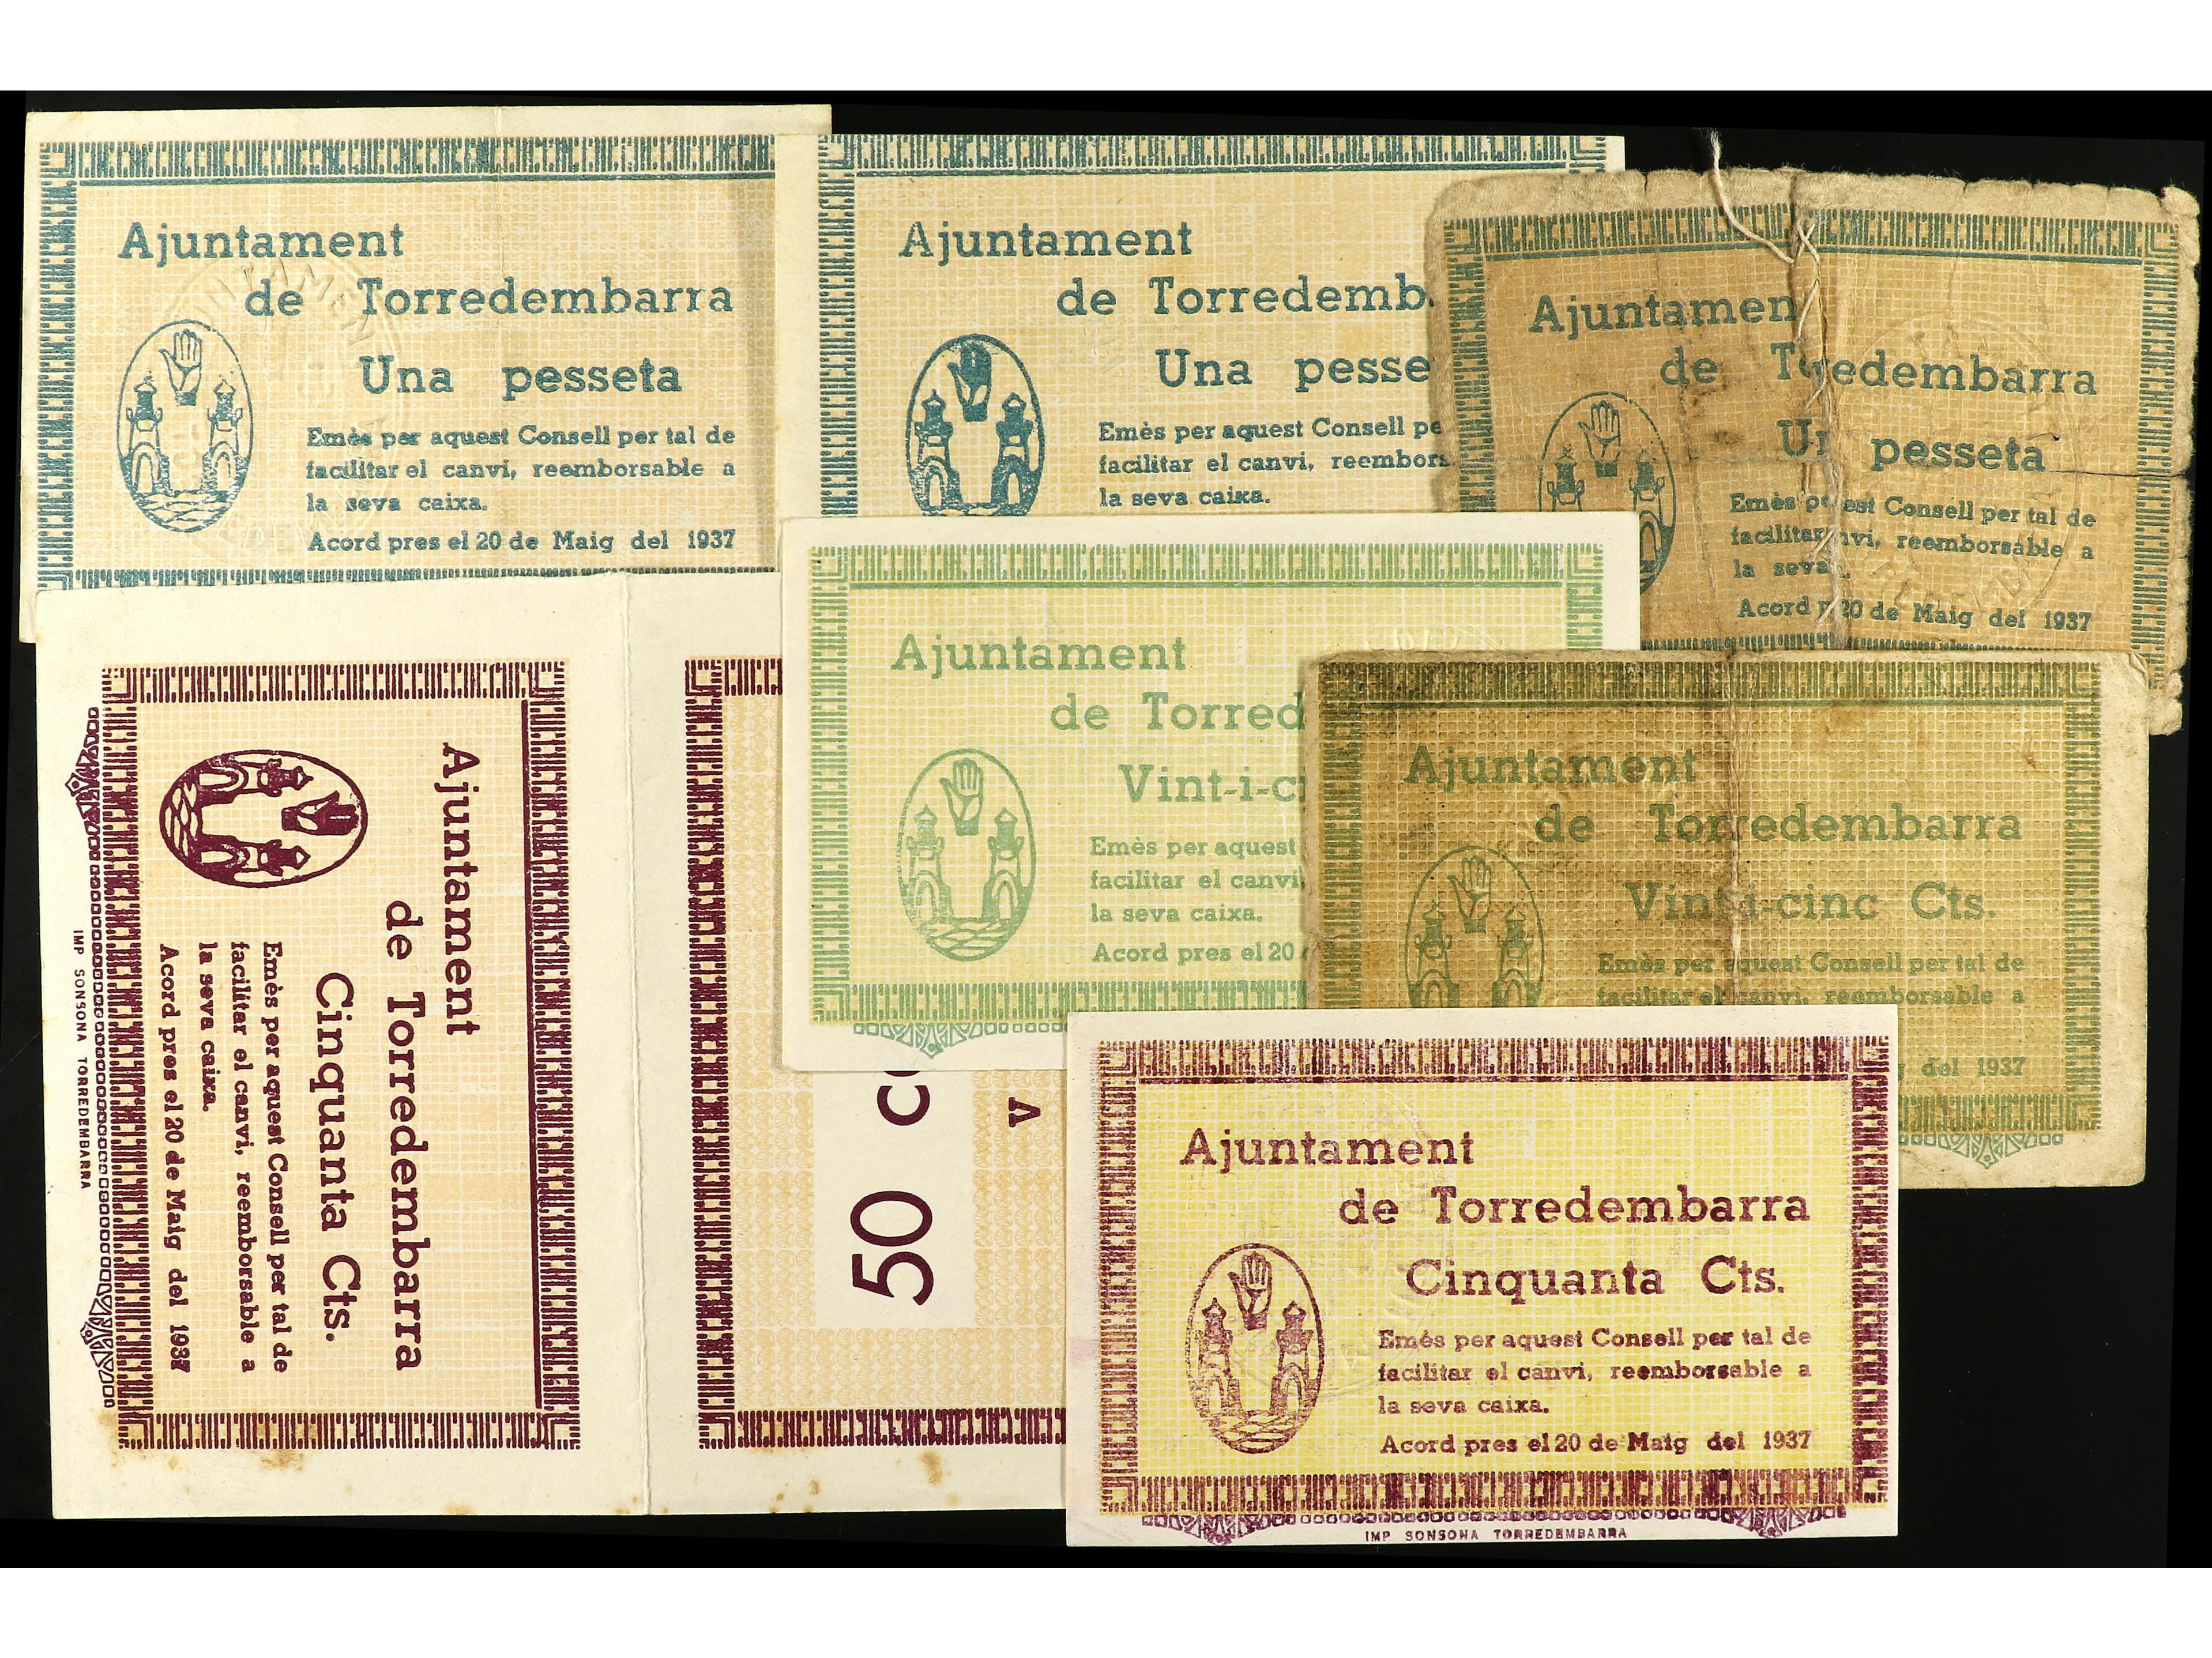 Ajuntament
de Torredembarra
Una pesseta
Emès per aquest Consell per tal de
facilitar el canvi, reemborsable a
la seva caixa.
Acord pres el 20 de Maig del 1937
Ajuntament
de Torredemb
Una pesse
Emès per aquest Consell pe
facilitar el canvi, reembors
la seva caixa.
Ajuntamen
de T edembarra
pesseta
Emès est Consell per tal de
facilitar nvi, reemborsable a
la seva
Acord 20 de Maig del 1937
Ajuntament
de Torred
Vint-i-c
Emès per aquest
facilitar el canvi,
la seva caixa.
Acord pres el 20
Ajuntament
de Torredembarra
Vint-i-cinc Cts.
Emès per aquest Consell per tal de
facilitar el canvi, reemborsable a
del 1937
Ajuntament
de Torredembarra
Cinquanta Cts.
Emès per aquest Consell per tal de
facilitar el canvi, reemborsable a
la seva caixa.
Acord pres el 20 de Maig del 1937
IMP SONSONA TORREDEMBARRA
50 c
A
Ajuntament
de Torredembarra
Cinquanta Cts.
Emès per aquest Consell per tal de
facilitar el canvi, reemborsable a
la seva caixa.
Acord pres el 20 de Maig del 1937
IMP SONSONA TORREDEMBARRA